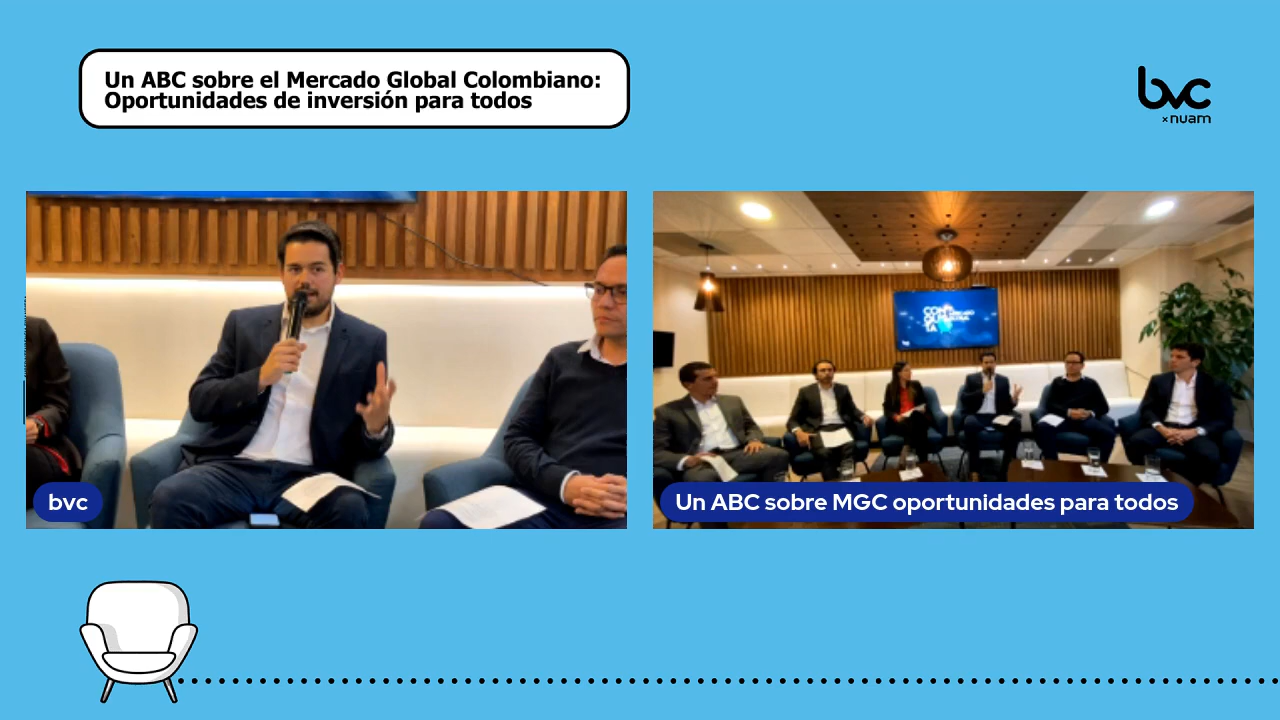 Un ABC sobre el Mercado Global Colombiano:
Oportunidades de inversión para todos
bvc
x nuam
bvc
Un ABC sobre MGC oportunidades para todos